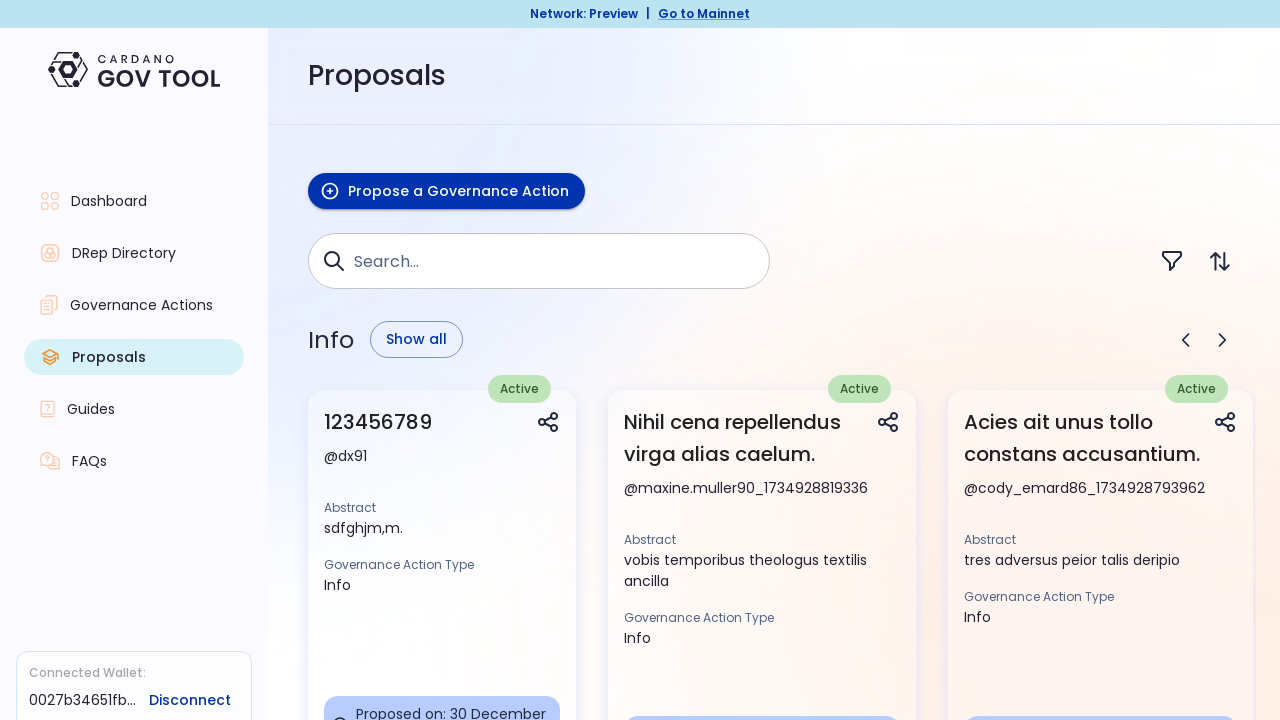 Network: Preview | Go to Mainnet
CARDANO
GOV TOOL
Proposals
Dashboard
DRep Directory
Governance Actions
Proposals
Guides
FAQs
Connected Wallet:
0027b34651fb... Disconnect
Propose a Governance Action
Search...
Info Show all
Active
123456789
@dx91
Abstract
sdfghjm,m.
Governance Action Type
Info
Proposed on: 30 December
Active
Nihil cena repellendus
virga alias caelum.
@maxine.muller90_1734928819336
Abstract
vobis temporibus theologus textilis
ancilla
Governance Action Type
Info
Active
Acies ait unus tollo
constans accusantium.
@cody_emard86_1734928793962
Abstract
tres adversus peior talis deripio
Governance Action Type
Info